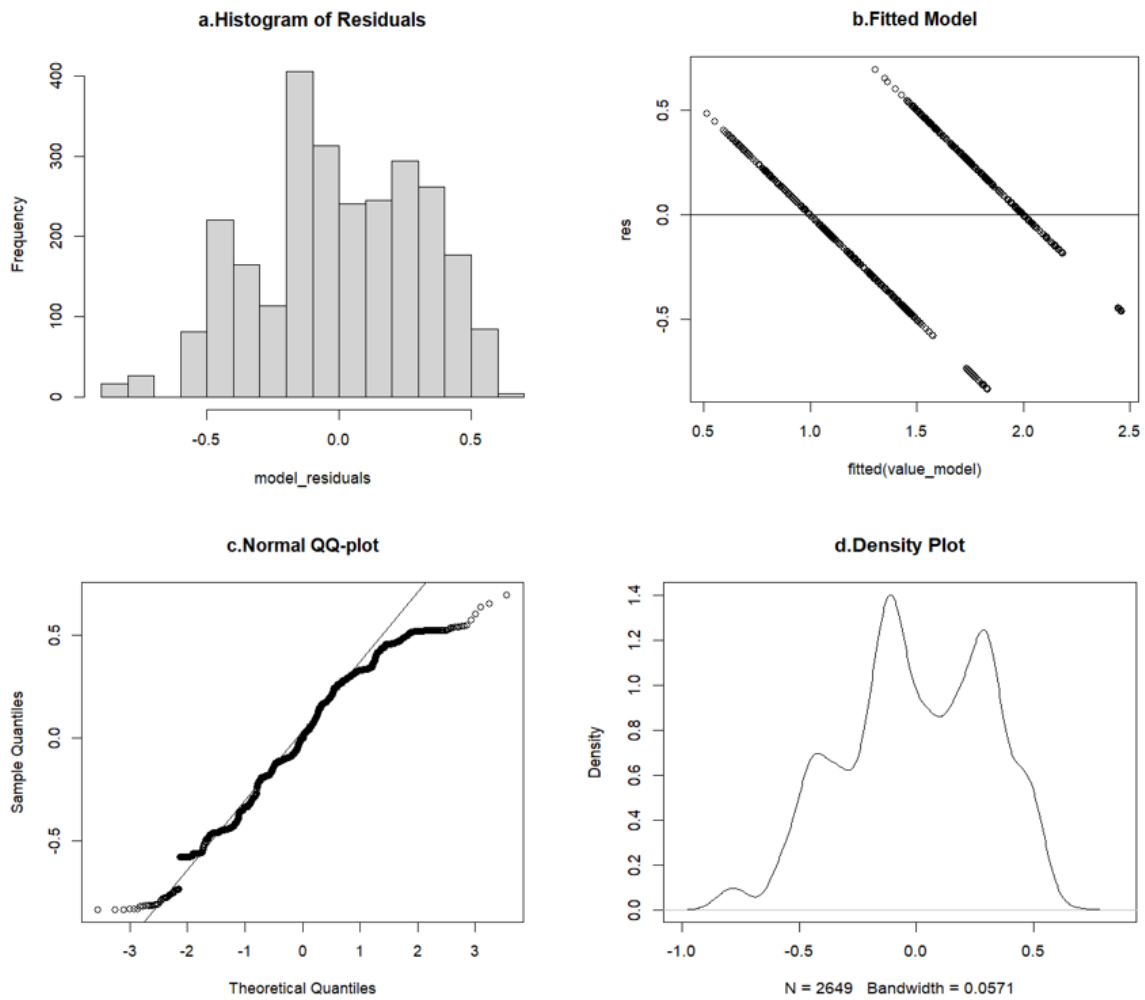 a.Histogram of Residuals
Frequency
0 100 200 300 400
-0.5 0.0 0.5
model_residuals
b.Fitted Model
res
-0.5 0.0 0.5
0.5 1.0 1.5 2.0 2.5
fitted(value_model)
c.Normal QQ-plot
Sample Quantiles
-0.5 0.0 0.5
-3 -2 -1 0 1 2 3
Theoretical Quantiles
d.Density Plot
Density
0.0 0.2 0.4 0.6 0.8 1.0 1.2 1.4
-1.0 -0.5 0.0 0.5
N = 2649 Bandwidth = 0.0571